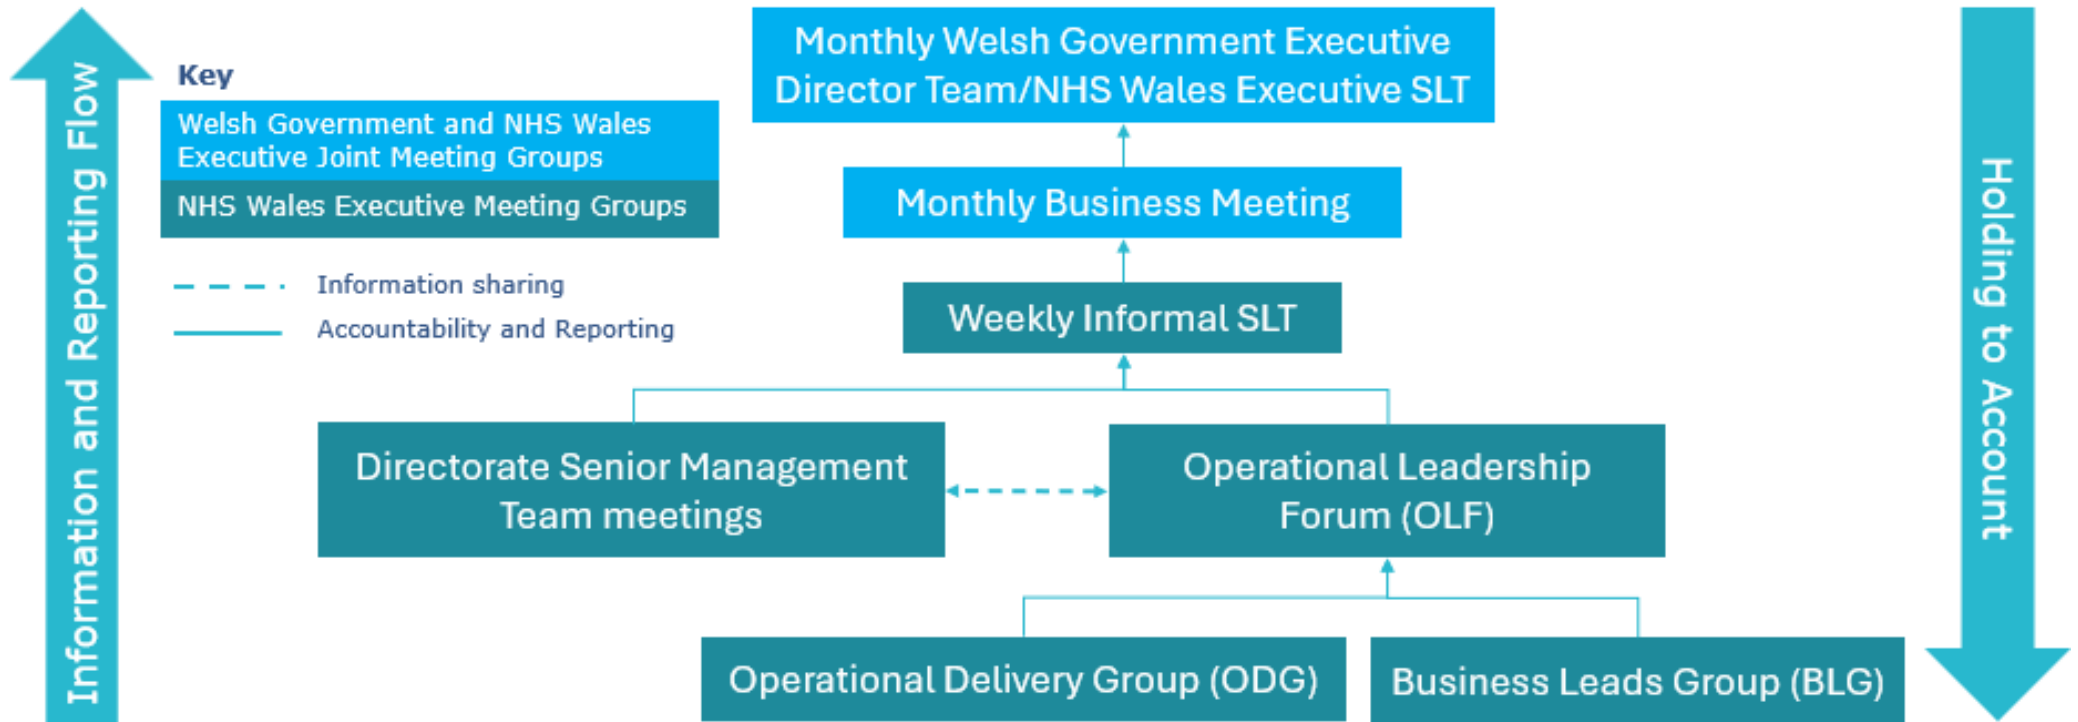 Information and Reporting Flow
Key
Welsh Government and NHS Wales
Executive Joint Meeting Groups
NHS Wales Executive Meeting Groups
Information sharing
Accountability and Reporting
Monthly Welsh Government Executive
Director Team/NHS Wales Executive SLT
Monthly Business Meeting
Weekly Informal SLT
Directorate Senior Management
Team meetings
Operational Leadership
Forum (OLF)
Operational Delivery Group (ODG)
Business Leads Group (BLG)
Holding to Account